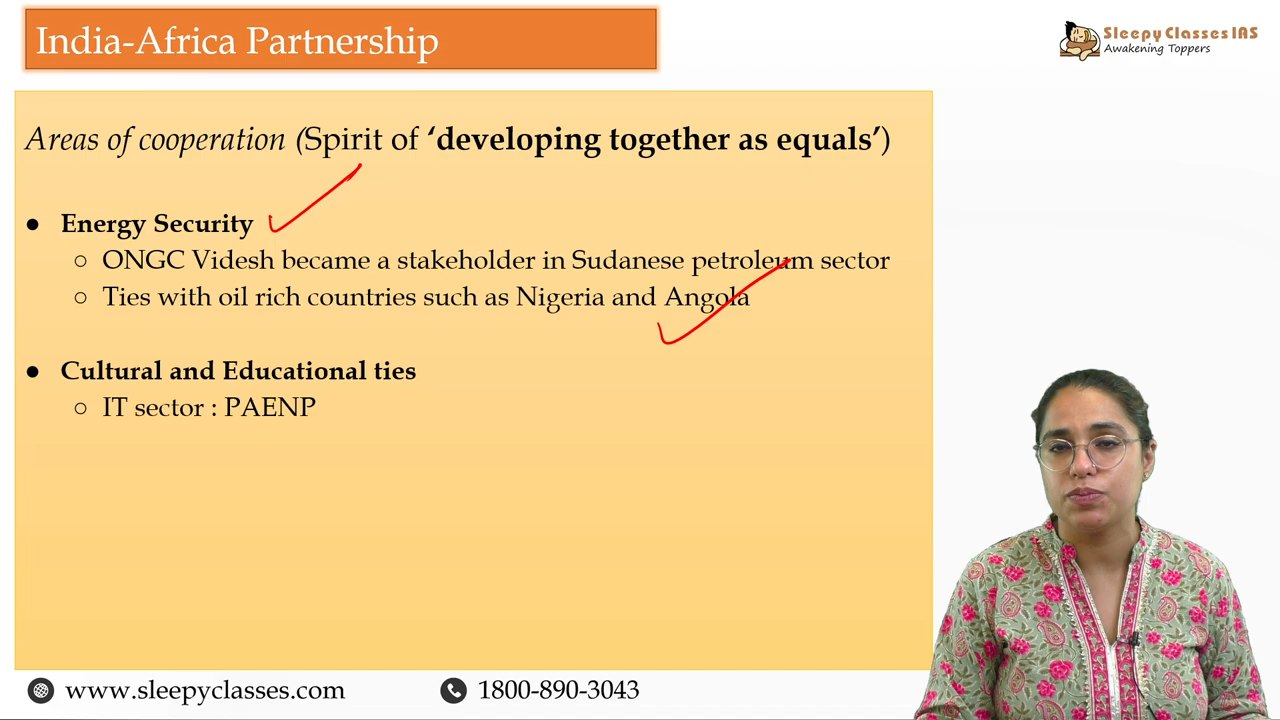 India-Africa Partnership
Sleepy Classes IAS
Awakening Toppers
Areas of cooperation (Spirit of ‘developing together as equals’)
● Energy Security
○ ONGC Videsh became a stakeholder in Sudanese petroleum sector
○ Ties with oil rich countries such as Nigeria and Angola
● Cultural and Educational ties
○ IT sector : PAENP
www.sleepyclasses.com
1800-890-3043